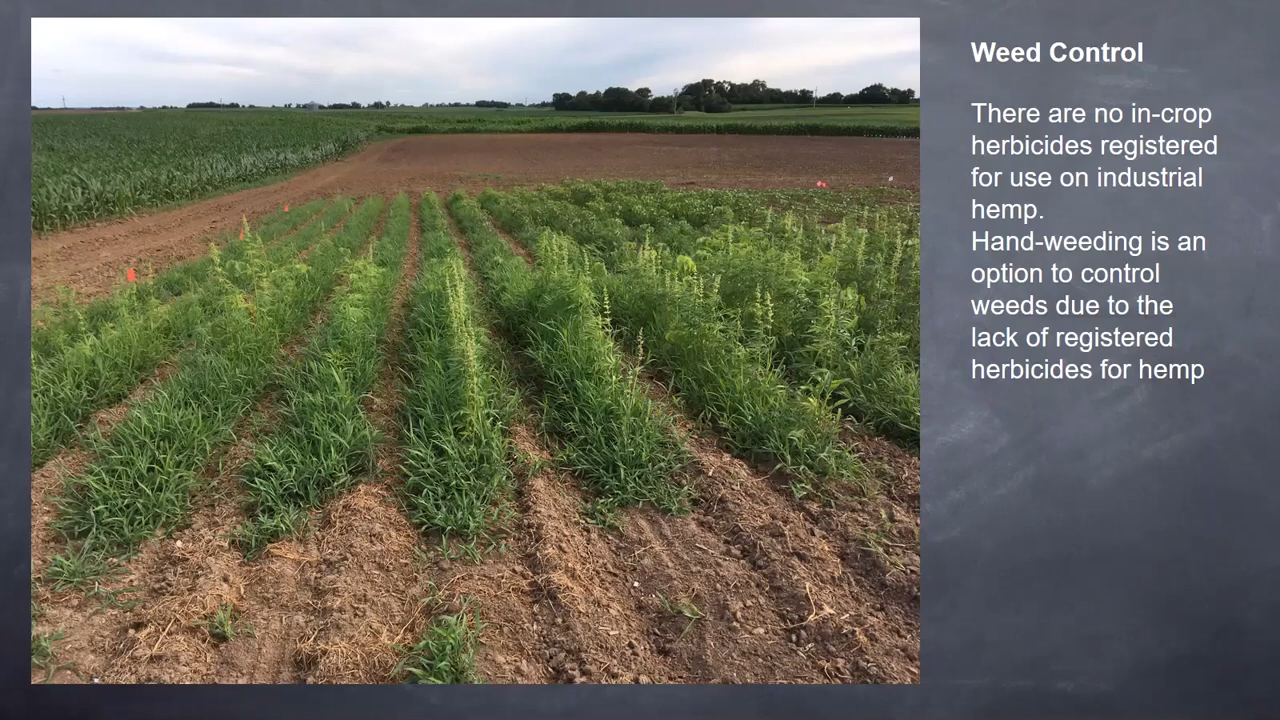 Weed Control
There are no in-crop
herbicides registered
for use on industrial
hemp.
Hand-weeding is an
option to control
weeds due to the
lack of registered
herbicides for hemp